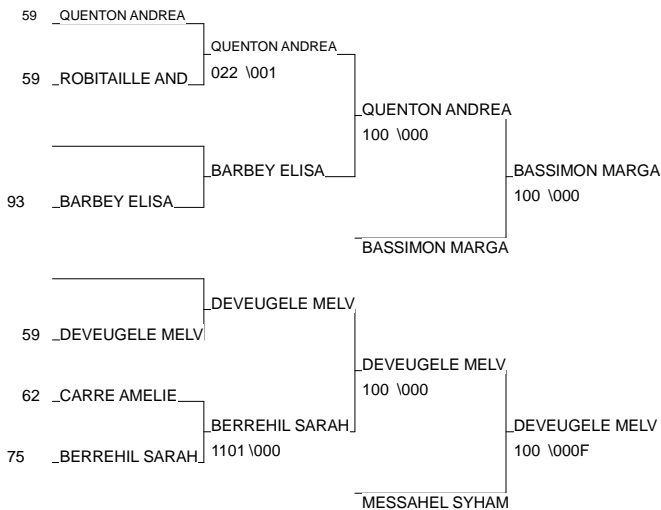 59 QUENTON ANDREA
QUENTON ANDREA
59 ROBITAILLE AND
022 \001
QUENTON ANDREA
100 \000
BARBEY ELISA
BASSIMON MARGA
93 BARBEY ELISA
100 \000
BASSIMON MARGA
DEVEUGELE MELV
59 DEVEUGELE MELV
DEVEUGELE MELV
62 CARRE AMELIE
100 \000
BERREHIL SARAH
DEVEUGELE MELV
75 BERREHIL SARAH
1101 \000
100 \000F
MESSAHEL SYHAM